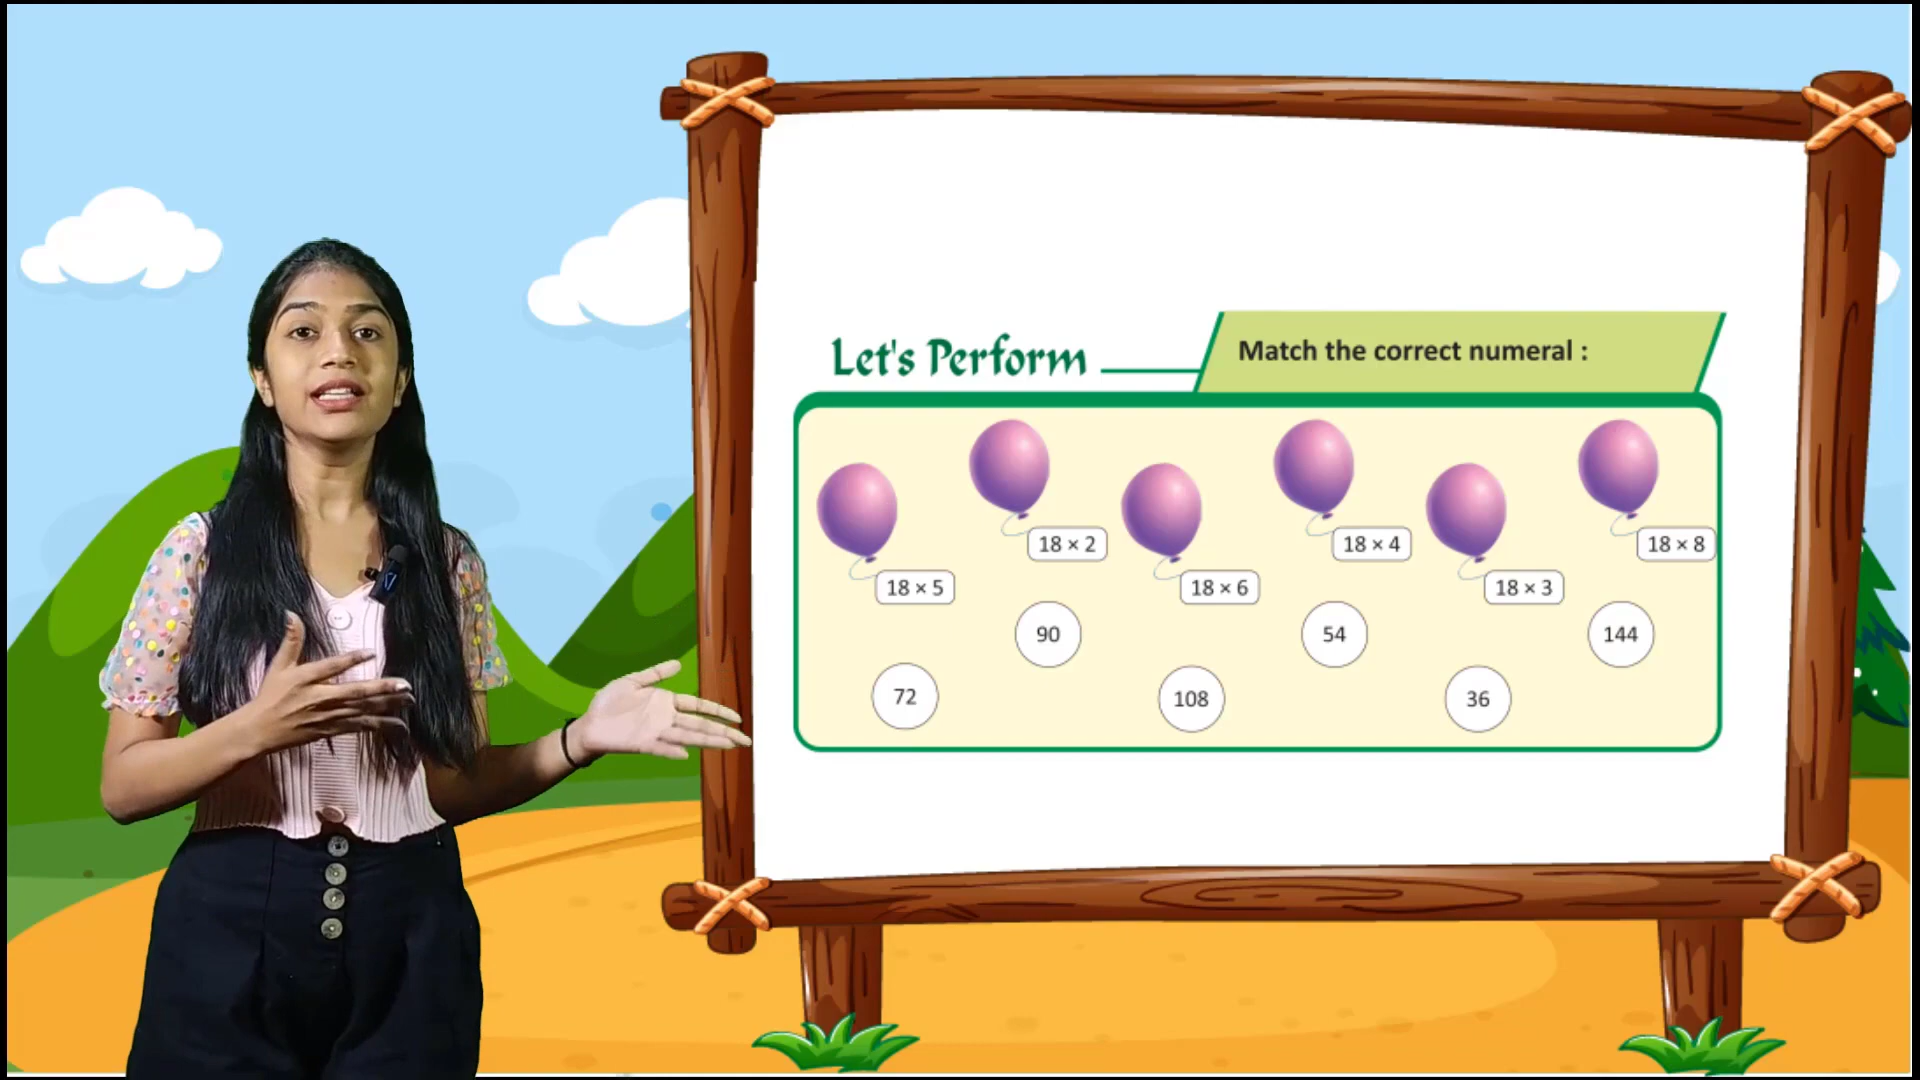 Let's Perform
Match the correct numeral :
18 × 2
18 × 4
18 × 8
18 × 5
18 × 6
18 × 3
90
54
144
72
108
36